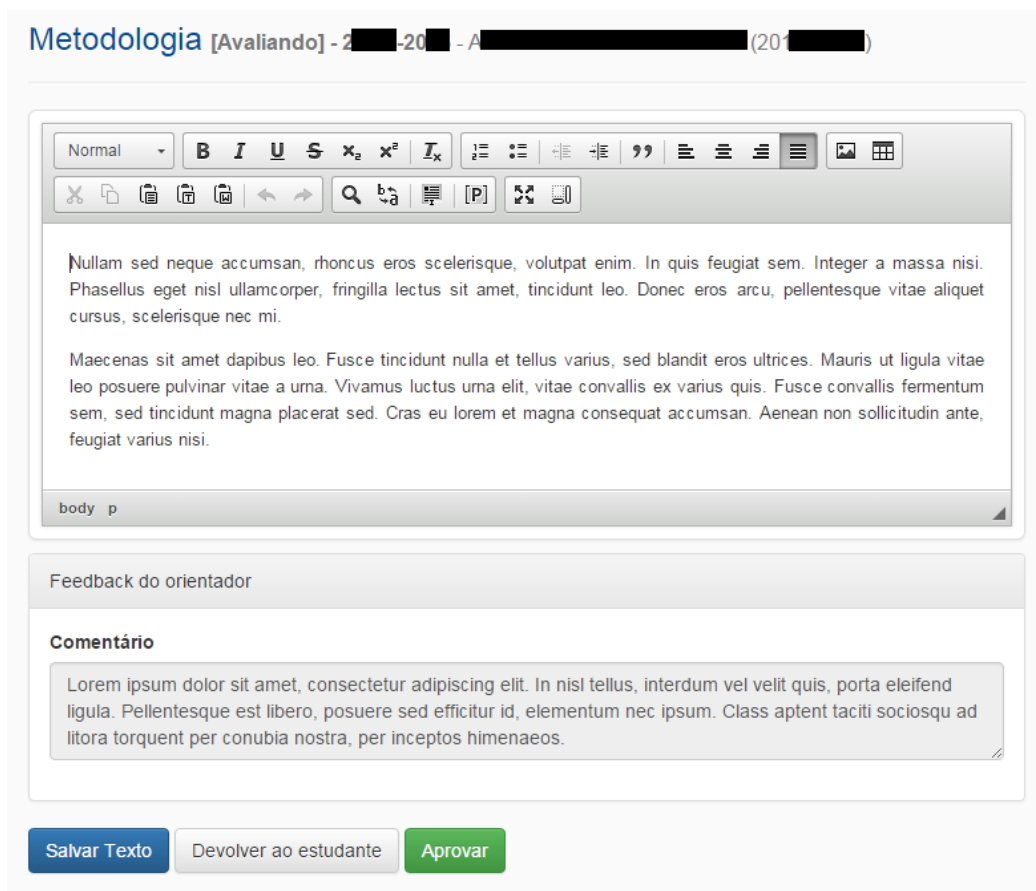 Metodologia [Avaliando] - 2 -20 - A (201 )
Normal B I U S x₂ x² Iₓ
[P]
Nullam sed neque accumsan, rhoncus eros scelerisque, volutpat enim. In quis feugiat sem. Integer a massa nisi.
Phasellus eget nisl ullamcorper, fringilla lectus sit amet, tincidunt leo. Donec eros arcu, pellentesque vitae aliquet
cursus, scelerisque nec mi.
Maecenas sit amet dapibus leo. Fusce tincidunt nulla et tellus varius, sed blandit eros ultrices. Mauris ut ligula vitae
leo posuere pulvinar vitae a urna. Vivamus luctus urna elit, vitae convallis ex varius quis. Fusce convallis fermentum
sem, sed tincidunt magna placerat sed. Cras eu lorem et magna consequat accumsan. Aenean non sollicitudin ante,
feugiat varius nisi.
body p
Feedback do orientador
Comentário
Lorem ipsum dolor sit amet, consectetur adipiscing elit. In nisl tellus, interdum vel velit quis, porta eleifend
ligula. Pellentesque est libero, posuere sed efficitur id, elementum nec ipsum. Class aptent taciti sociosqu ad
litora torquent per conubia nostra, per inceptos himenaeos.
Salvar Texto Devolver ao estudante Aprovar